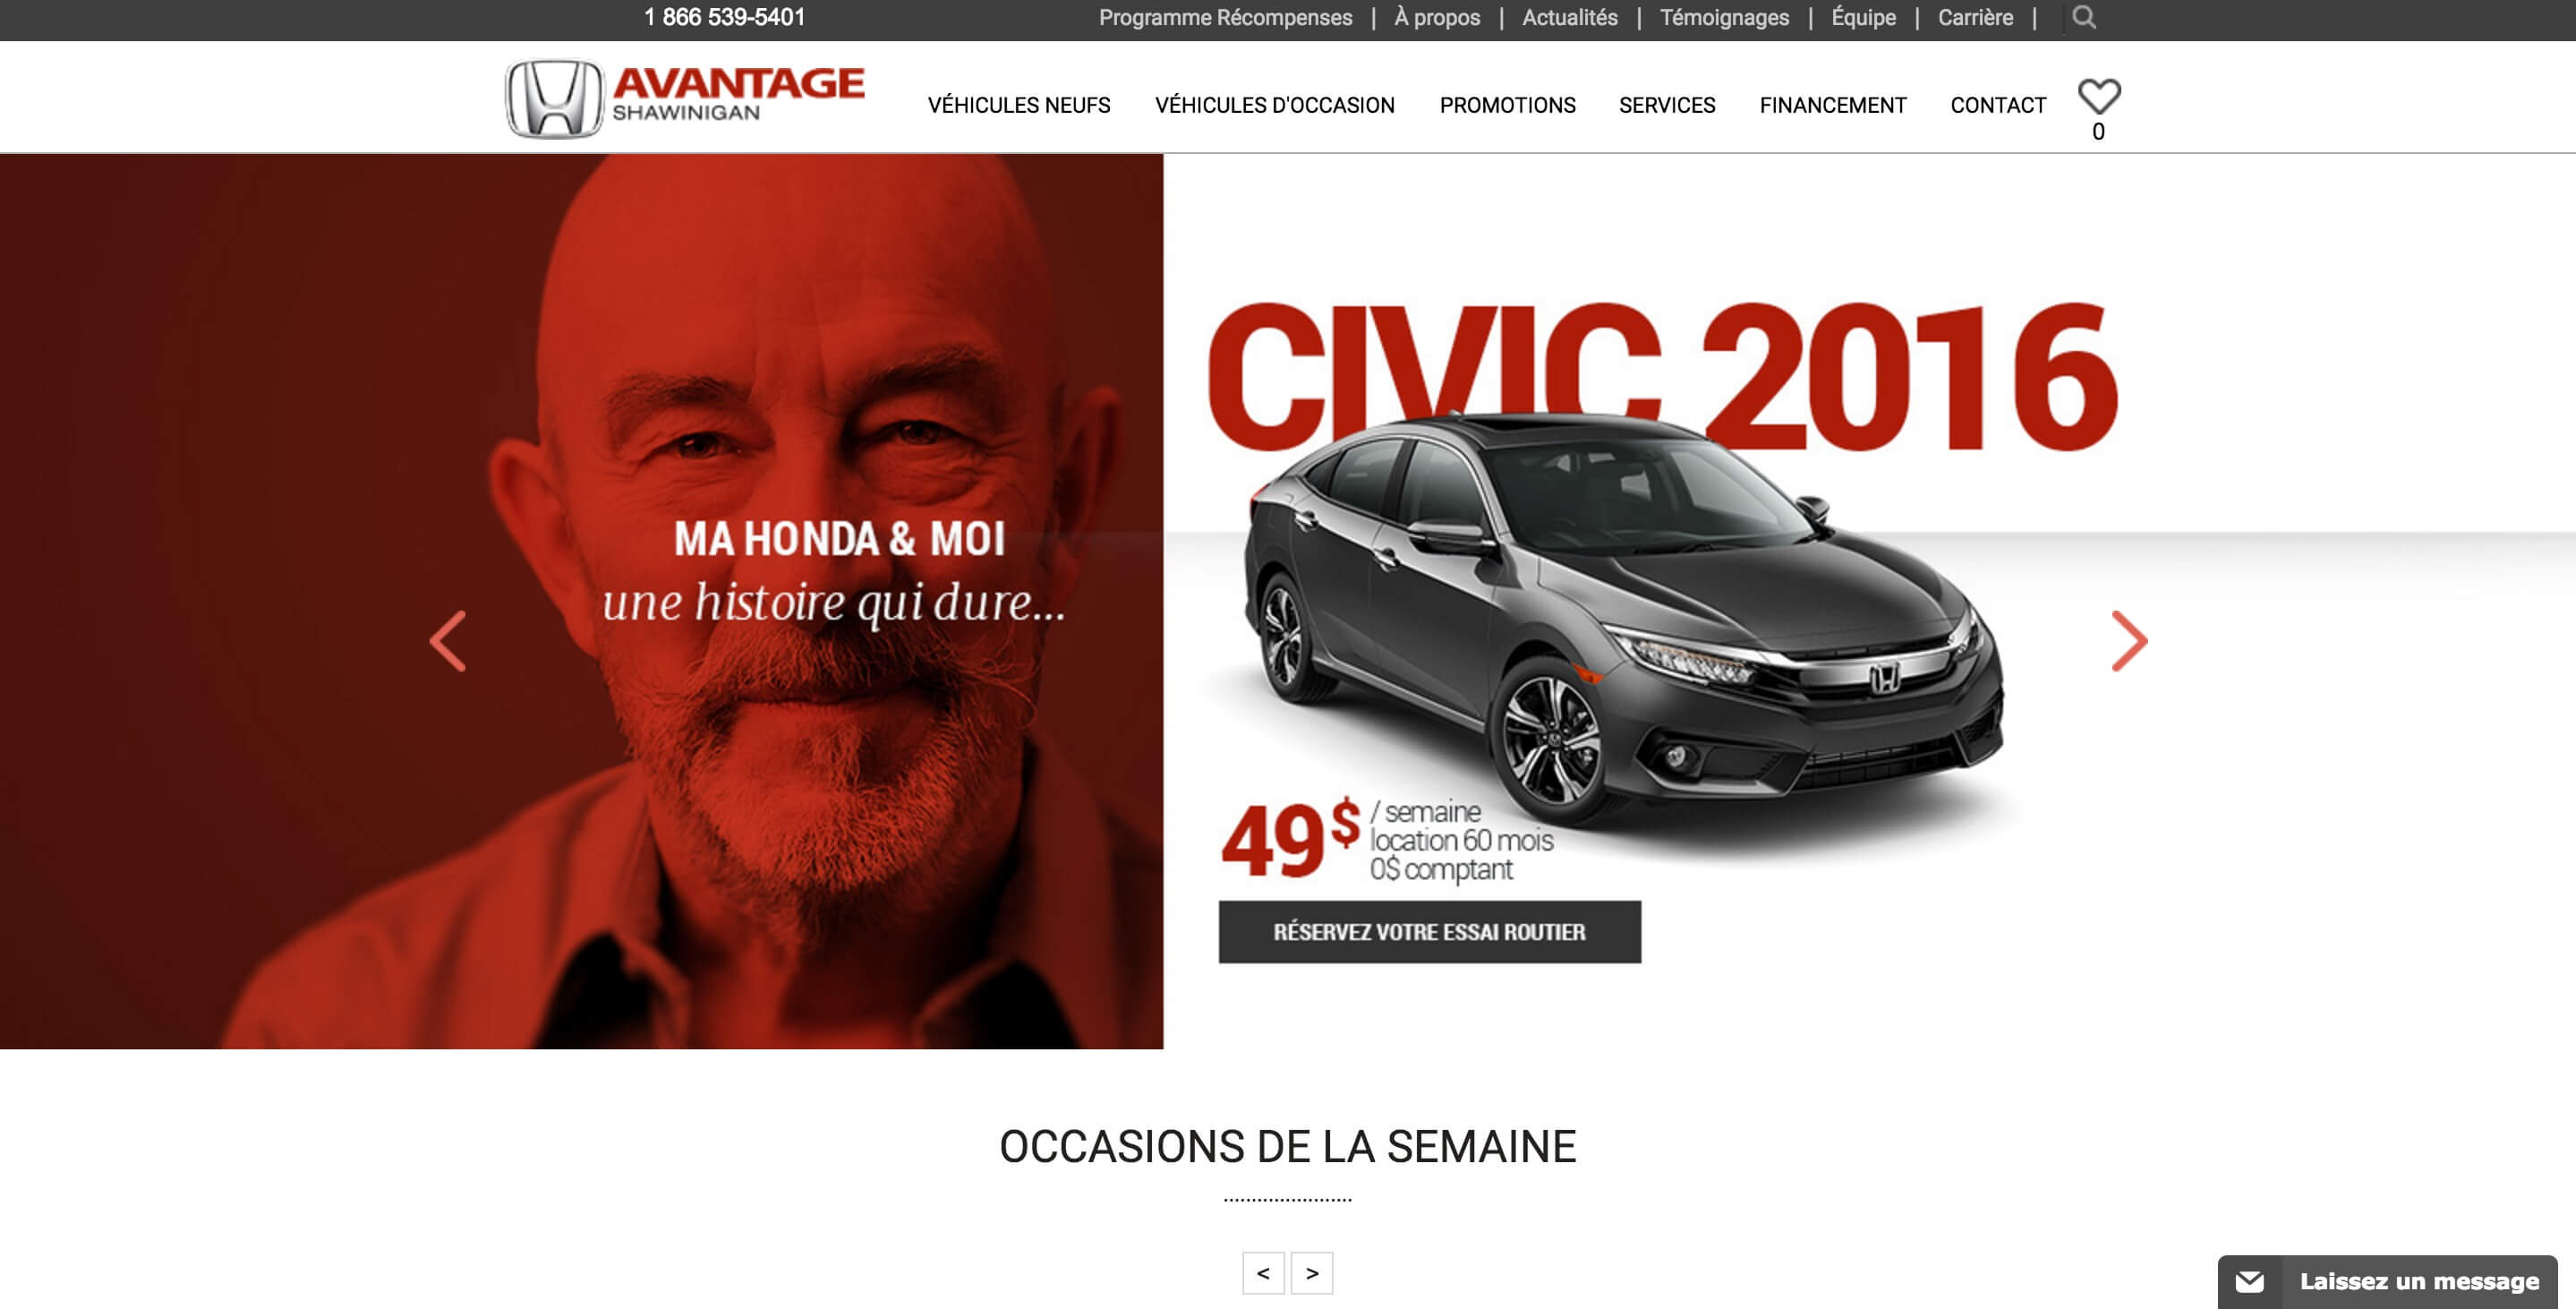 1 866 539-5401
Programme Récompenses | À propos | Actualités | Témoignages | Équipe | Carrière |
AVANTAGE
SHAWINIGAN
VÉHICULES NEUFS VÉHICULES D'OCCASION PROMOTIONS SERVICES FINANCEMENT CONTACT
0
MA HONDA & MOI
une histoire qui dure...
CIVIC 2016
49$ / semaine
location 60 mois
0$ comptant
RÉSERVEZ VOTRE ESSAI ROUTIER
OCCASIONS DE LA SEMAINE
< >
Laissez un message